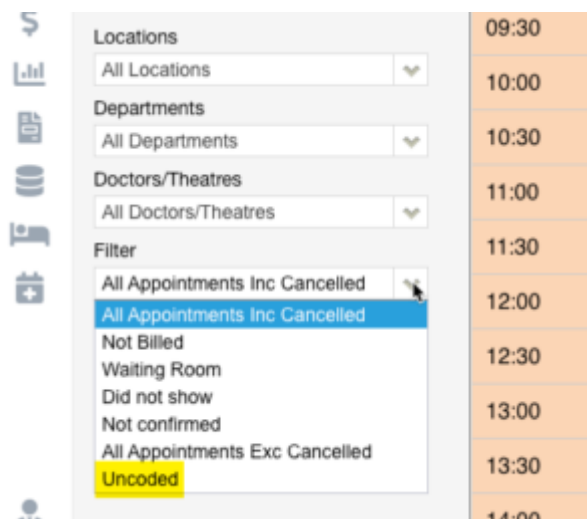 Locations
All Locations
Departments
All Departments
Doctors/Theatres
All Doctors/Theatres
Filter
All Appointments Inc Cancelled
All Appointments Inc Cancelled
Not Billed
Waiting Room
Did not show
Not confirmed
All Appointments Exc Cancelled
Uncoded
09:30
10:00
10:30
11:00
11:30
12:00
12:30
13:00
13:30
14:00